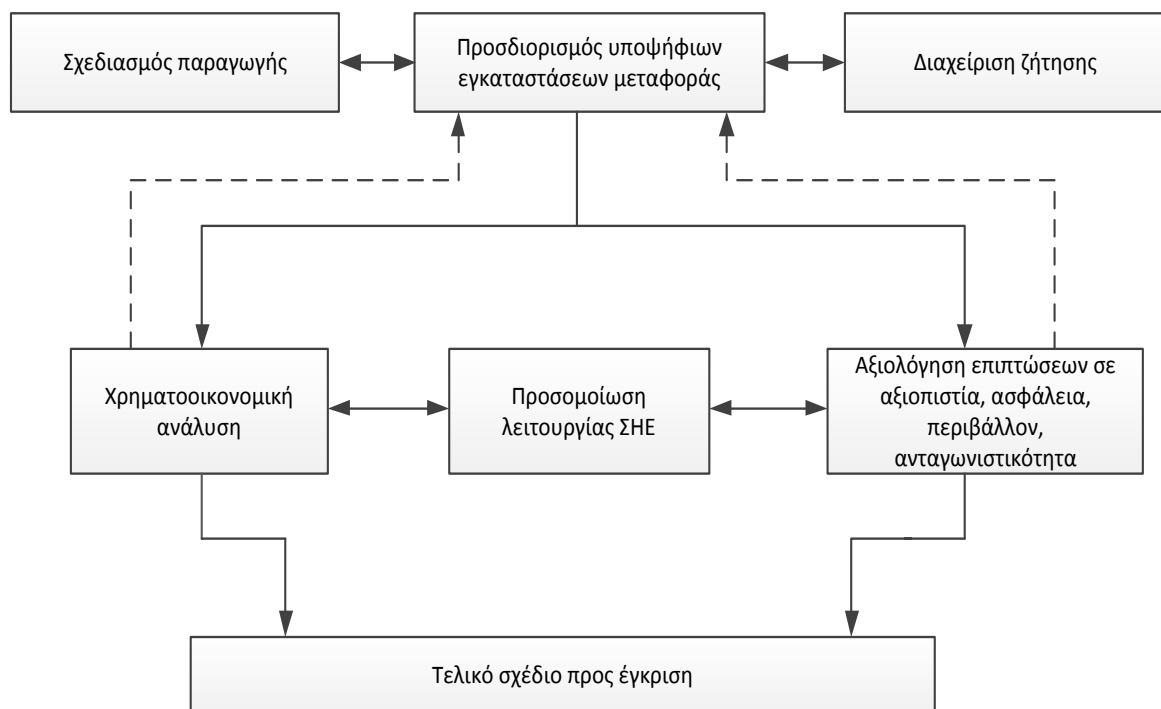 Σχεδιασμός παραγωγής
Προσδιορισμός υποψήφιων
εγκαταστάσεων μεταφοράς
Διαχείριση ζήτησης
Χρηματοοικονομική
ανάλυση
Προσομοίωση
λειτουργίας ΣΗΕ
Αξιολόγηση επιπτώσεων σε
αξιοπιστία, ασφάλεια,
περιβάλλον,
ανταγωνιστικότητα
Τελικό σχέδιο προς έγκριση